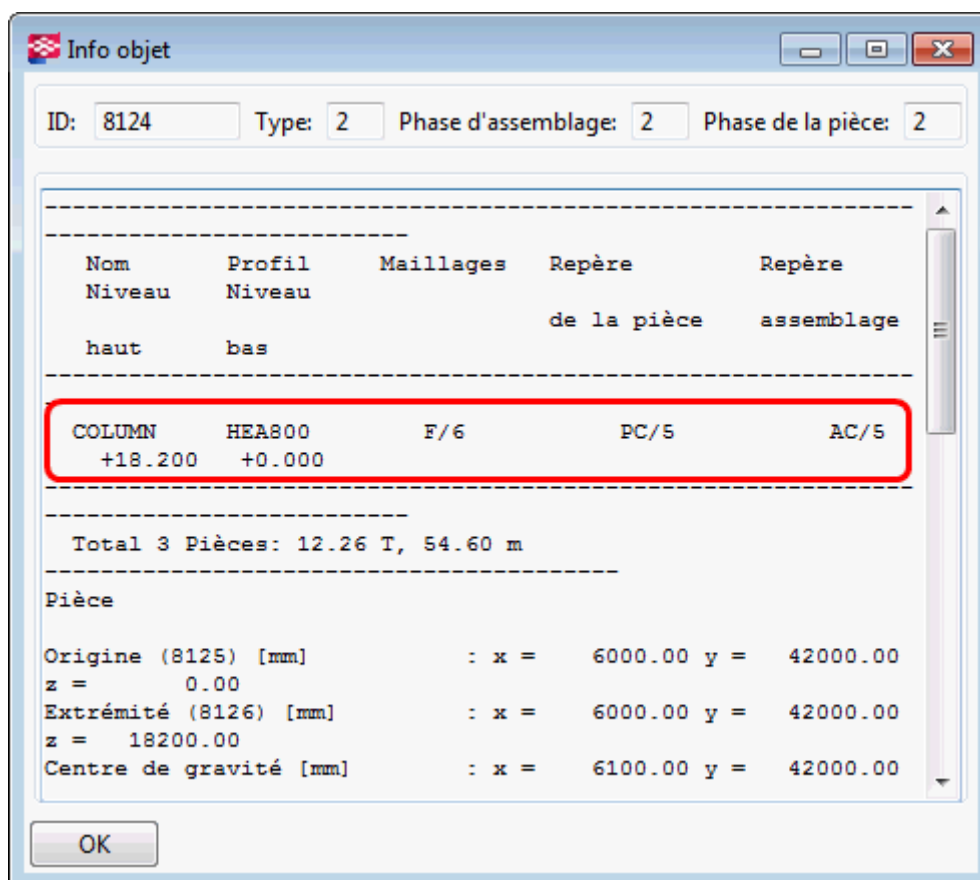 Info objet
ID: 8124 Type: 2 Phase d'assemblage: 2 Phase de la pièce: 2
---------------------------------------------------------------
--------------------------
Nom Profil Maillages Repère Repère
Niveau Niveau
de la pièce assemblage
haut bas
---------------------------------------------------------------
-
COLUMN HEA800 F/6 PC/5 AC/5
+18.200 +0.000
---------------------------------------------------------------
--------------------------
Total 3 Pièces: 12.26 T, 54.60 m
-----------------------------------------
Pièce
Origine (8125) [mm] : x = 6000.00 y = 42000.00
z = 0.00
Extrémité (8126) [mm] : x = 6000.00 y = 42000.00
z = 18200.00
Centre de gravité [mm] : x = 6100.00 y = 42000.00
OK